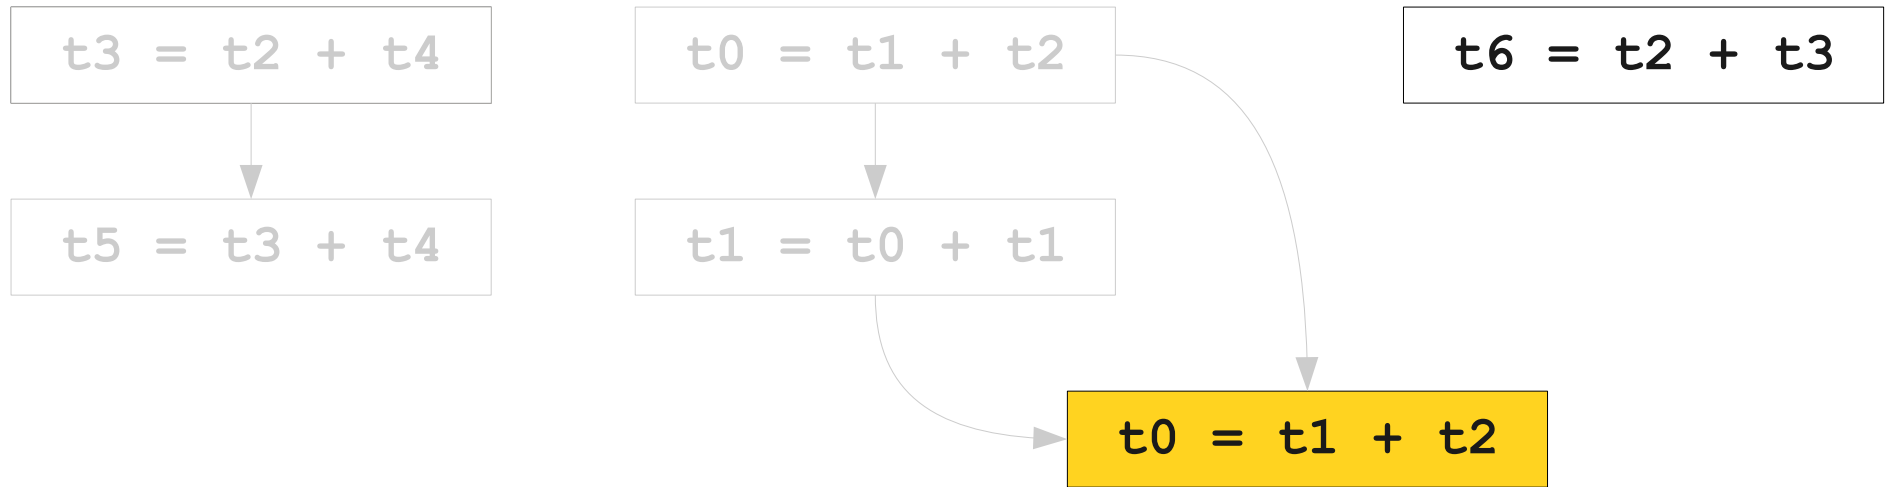 t3 = t2 + t4
t0 = t1 + t2
t6 = t2 + t3
t5 = t3 + t4
t1 = t0 + t1
t0 = t1 + t2